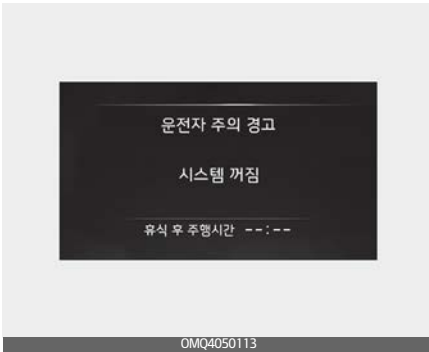 운전자 주의 경고
시스템 꺼짐
휴식 후 주행시간 --:--
OMQ4050113